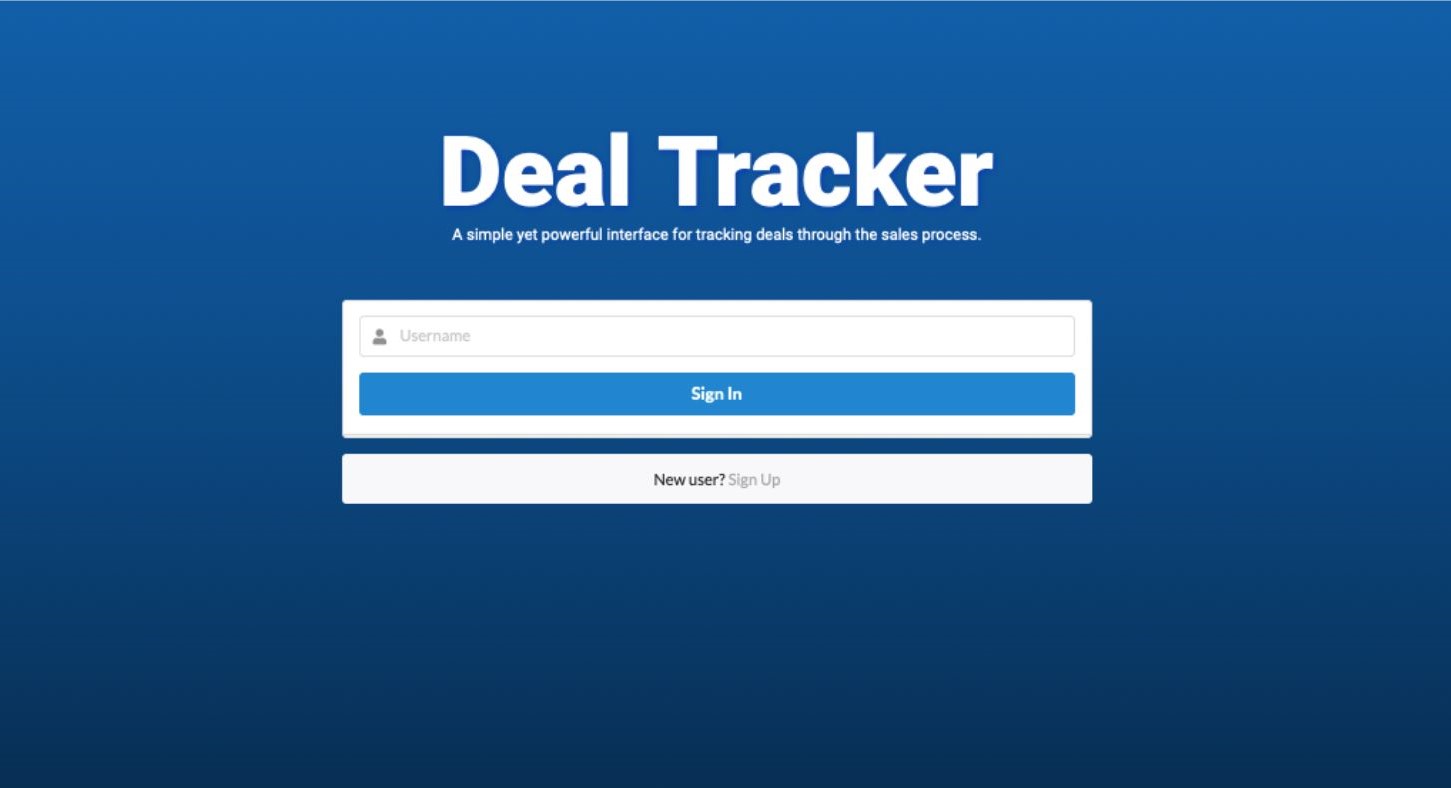 Deal Tracker
A simple yet powerful interface for tracking deals through the sales process.
Username
Sign In
New user? Sign Up